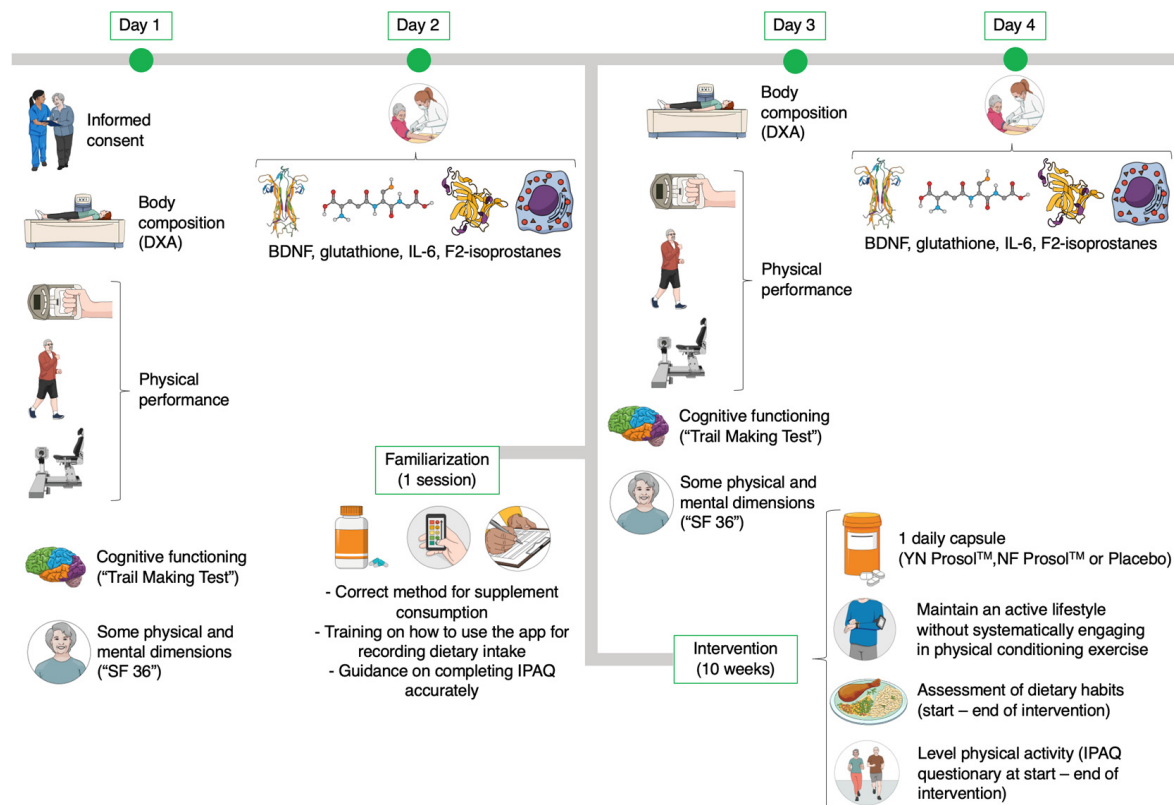 Day 1
Day 2
Day 3
Day 4
Informed
consent
Body
composition
(DXA)
Physical
performance
Cognitive functioning
(“Trail Making Test”)
Some physical and
mental dimensions
(“SF 36”)
BDNF, glutathione, IL-6, F2-isoprostanes
Familiarization
(1 session)
- Correct method for supplement
consumption
- Training on how to use the app for
recording dietary intake
- Guidance on completing IPAQ
accurately
Body
composition
(DXA)
Physical
performance
Cognitive functioning
(“Trail Making Test”)
Some physical and
mental dimensions
(“SF 36”)
BDNF, glutathione, IL-6, F2-isoprostanes
Intervention
(10 weeks)
1 daily capsule
(YN Prosol™,NF Prosol™ or Placebo)
Maintain an active lifestyle
without systematically engaging
in physical conditioning exercise
Assessment of dietary habits
(start – end of intervention)
Level physical activity (IPAQ
questionary at start – end of
intervention)